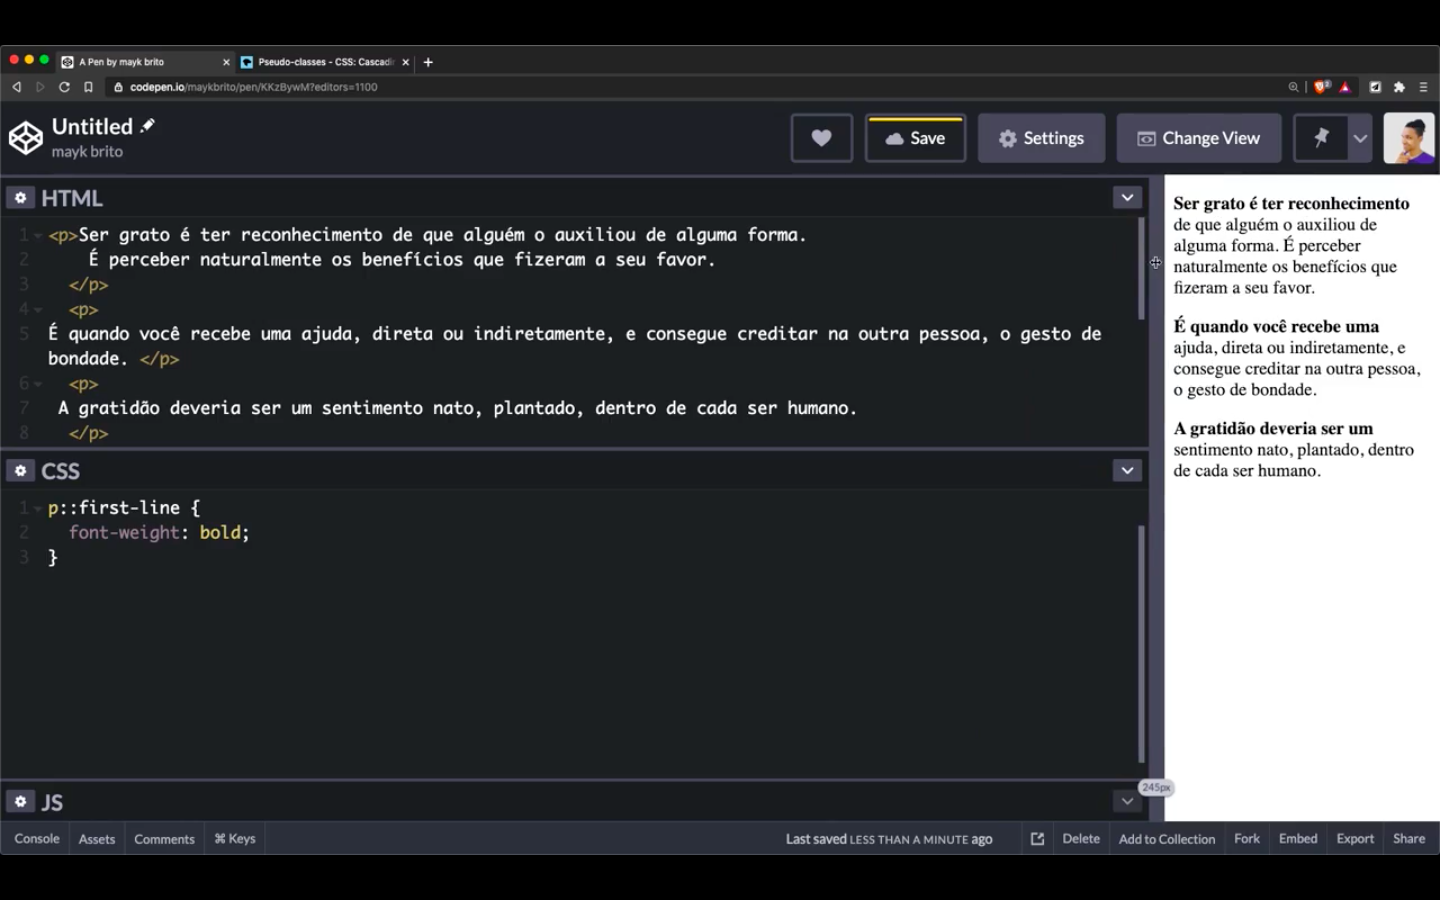 A Pen by mayk brito
Pseudo-classes - CSS: Cascadin
codepen.io/maykbrito/pen/KKzBywM?editors=1100
Untitled
mayk brito
Save
Settings
Change View
HTML
1 <p>Ser grato é ter reconhecimento de que alguém o auxiliou de alguma forma.
2 É perceber naturalmente os benefícios que fizeram a seu favor.
3 </p>
4 <p>
5 É quando você recebe uma ajuda, direta ou indiretamente, e consegue creditar na outra pessoa, o gesto de
bondade. </p>
6 <p>
7 A gratidão deveria ser um sentimento nato, plantado, dentro de cada ser humano.
8 </p>
CSS
1 p::first-line {
2 font-weight: bold;
3 }
JS
Ser grato é ter reconhecimento
de que alguém o auxiliou de
alguma forma. É perceber
naturalmente os benefícios que
fizeram a seu favor.
É quando você recebe uma
ajuda, direta ou indiretamente, e
consegue creditar na outra pessoa,
o gesto de bondade.
A gratidão deveria ser um
sentimento nato, plantado, dentro
de cada ser humano.
245px
Console
Assets
Comments
⌘ Keys
Last saved LESS THAN A MINUTE ago
Delete
Add to Collection
Fork
Embed
Export
Share